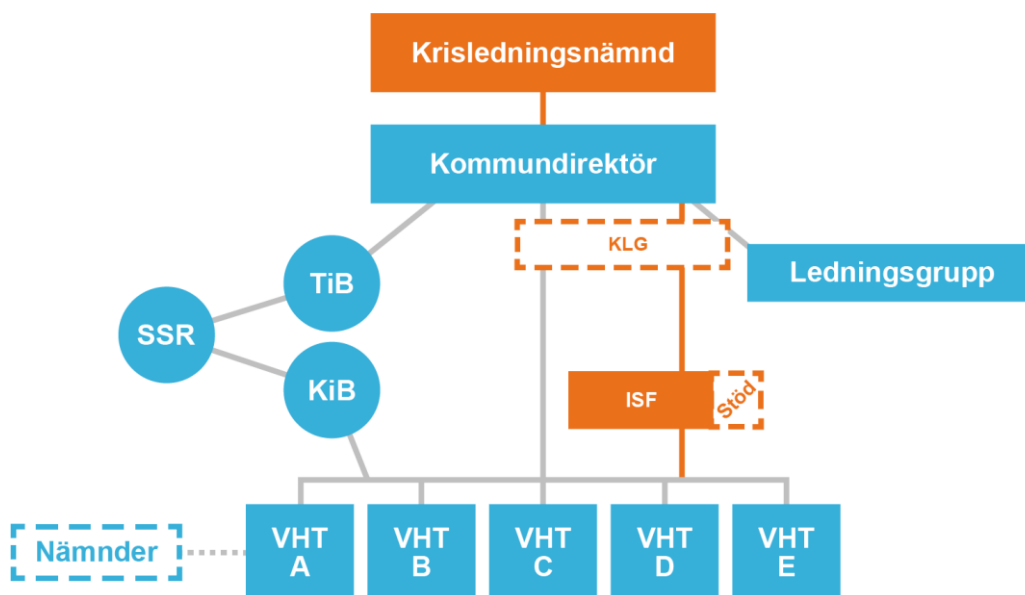 Krisledningsnämnd
Kommundirektör
KLG
Ledningsgrupp
TiB
SSR
KiB
ISF
Stöd
Nämnder
VHT
A
VHT
B
VHT
C
VHT
D
VHT
E